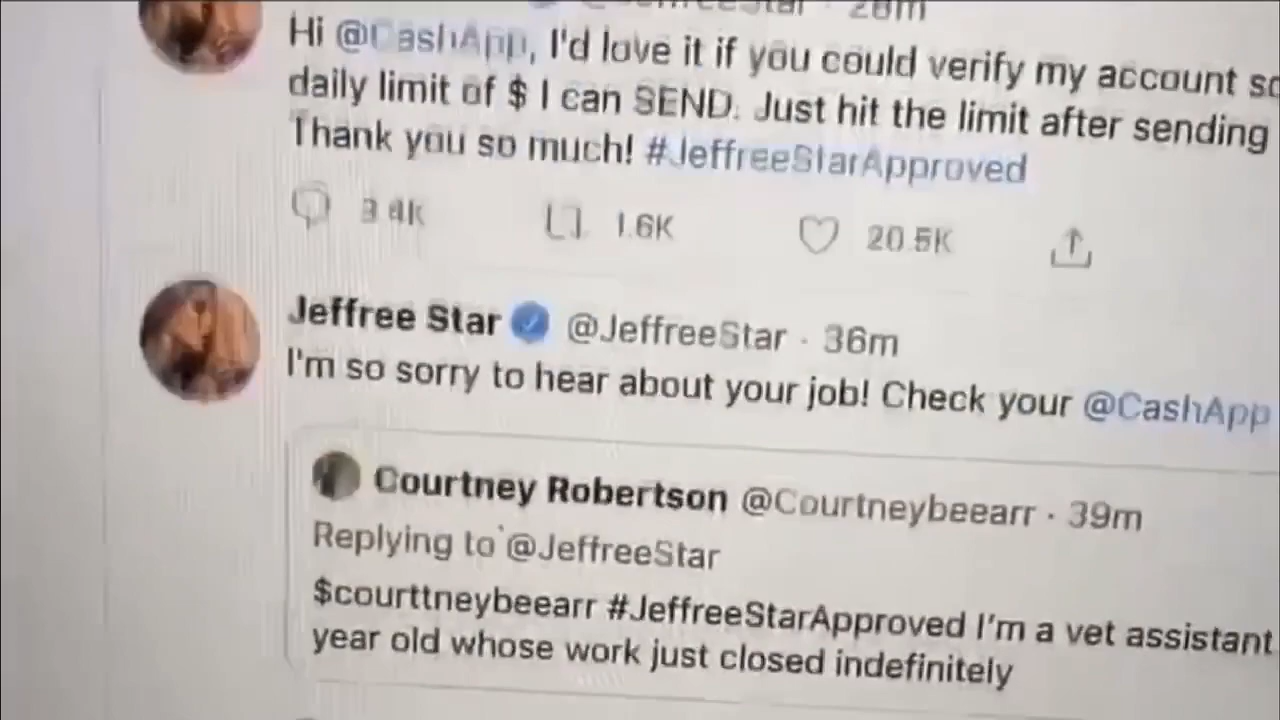 @JeffreeStar · 28m
Hi @CashApp, I'd love it if you could verify my account so
daily limit of $ I can SEND. Just hit the limit after sending
Thank you so much! #JeffreeStarApproved
3.4K 1.6K 20.5K
Jeffree Star @JeffreeStar · 36m
I'm so sorry to hear about your job! Check your @CashApp
Courtney Robertson @Courtneybeearr · 39m
Replying to @JeffreeStar
$courttneybeearr #JeffreeStarApproved I'm a vet assistant
year old whose work just closed indefinitely